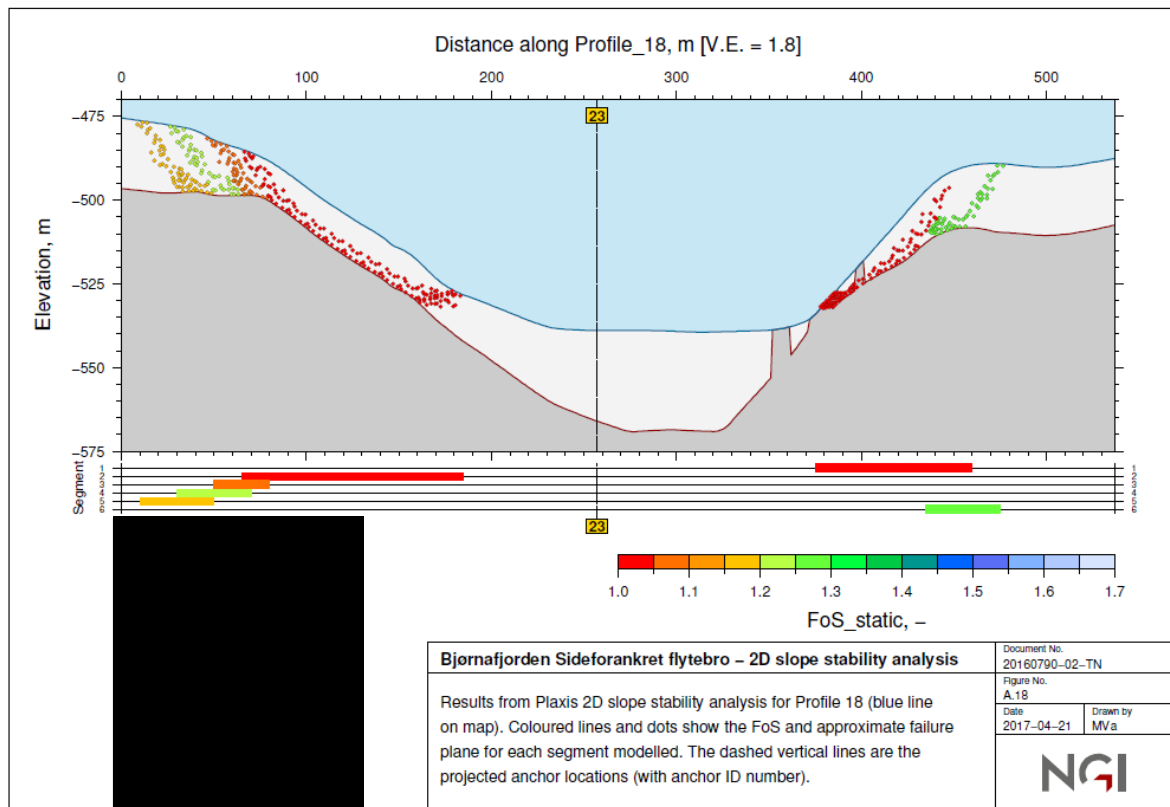 Distance along Profile_18, m [V.E. = 1.8]
0 100 200 300 400 500
23
−475
−500
−525
−550
−575
Elevation, m
Segment
1 1
2 2
3 3
4 4
5 5
6 6
23
1.0 1.1 1.2 1.3 1.4 1.5 1.6 1.7
FoS_static, −
Bjørnafjorden Sideforankret flytebro − 2D slope stability analysis
Results from Plaxis 2D slope stability analysis for Profile 18 (blue line
on map). Coloured lines and dots show the FoS and approximate failure
plane for each segment modelled. The dashed vertical lines are the
projected anchor locations (with anchor ID number).
Document No.
20160790−02−TN
Figure No.
A.18
Date Drawn by
2017−04−21 MVa
NGI